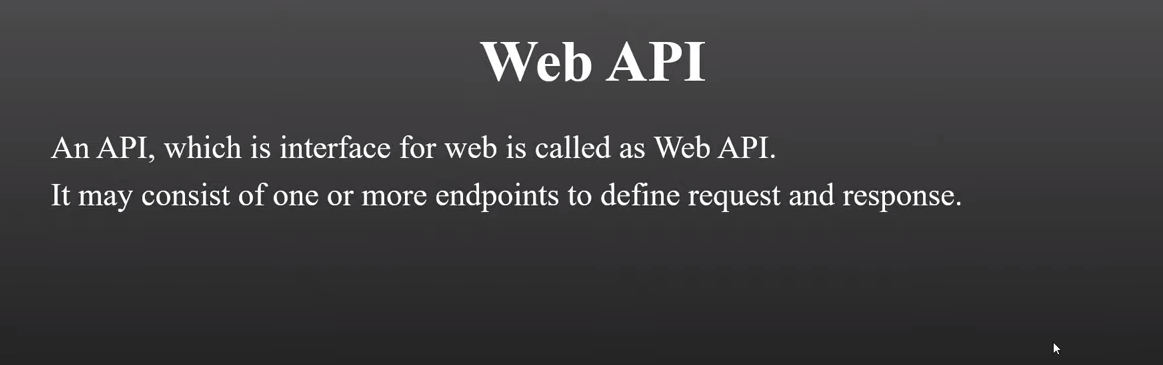 Web API
An API, which is interface for web is called as Web API.
It may consist of one or more endpoints to define request and response.